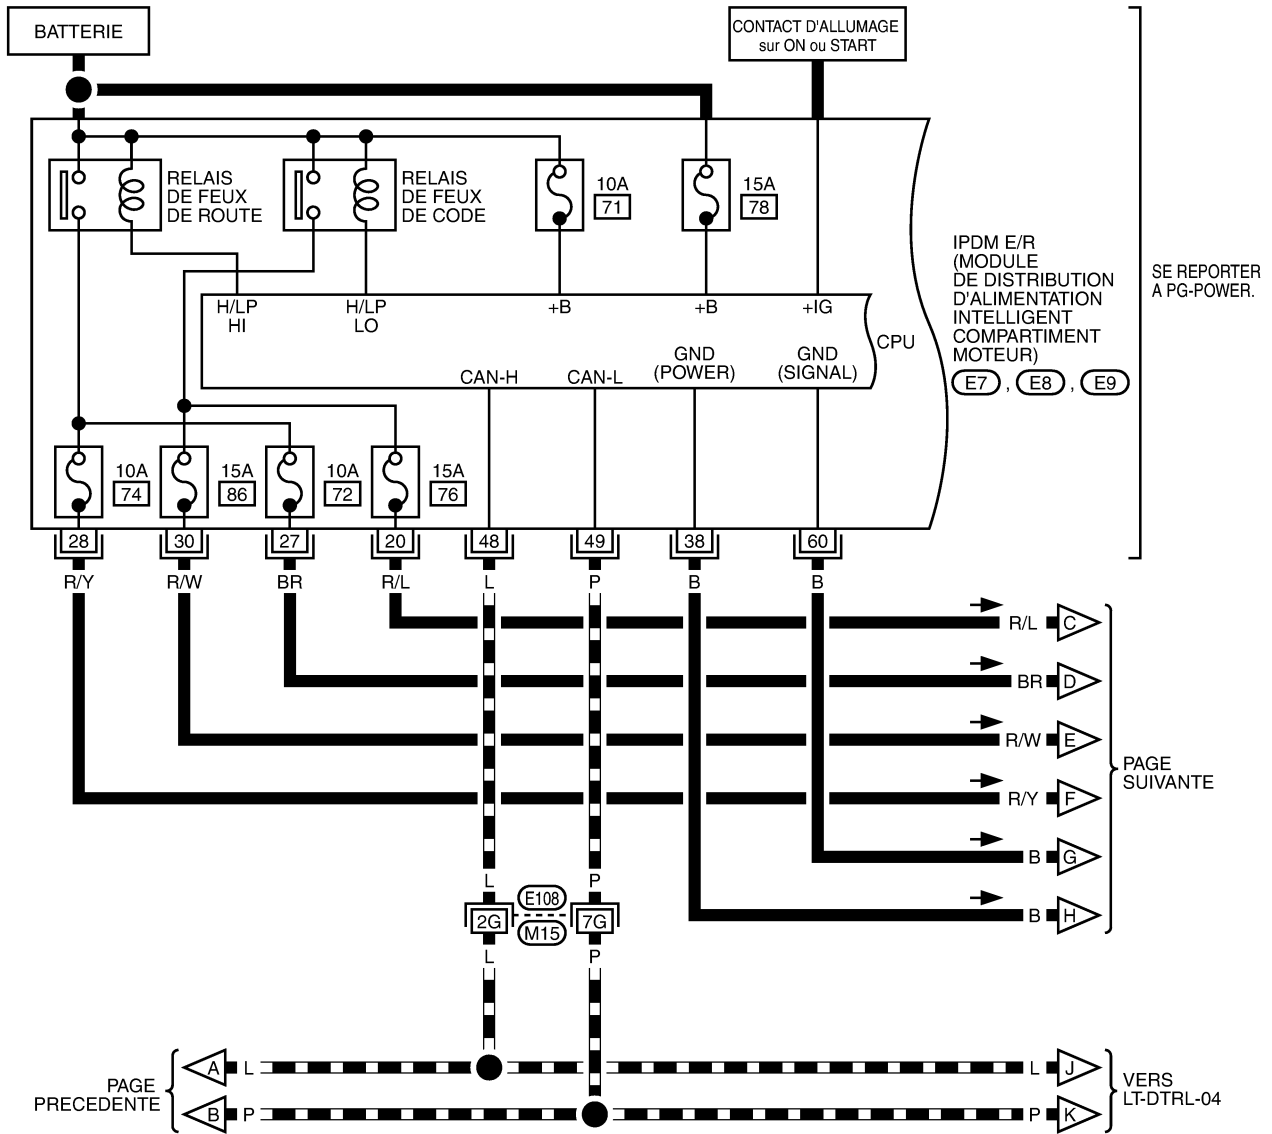 BATTERIE
CONTACT D'ALLUMAGE
sur ON ou START
RELAIS
DE FEUX
DE ROUTE
RELAIS
DE FEUX
DE CODE
10A
71
15A
78
IPDM E/R
(MODULE
DE DISTRIBUTION
D'ALIMENTATION
INTELLIGENT
COMPARTIMENT
MOTEUR)
E7 , E8 , E9
SE REPORTER
A PG-POWER.
H/LP
HI
H/LP
LO
+B
+B
+IG
CPU
CAN-H
CAN-L
GND
(POWER)
GND
(SIGNAL)
10A
74
15A
86
10A
72
15A
76
28
30
27
20
48
49
38
60
R/Y
R/W
BR
R/L
L
P
B
B
R/L C
BR D
R/W E
R/Y F
B G
B H
PAGE
SUIVANTE
L
P
2G
E108
M15
7G
L
P
PAGE
PRECEDENTE
A L
B P
L J
P K
VERS
LT-DTRL-04